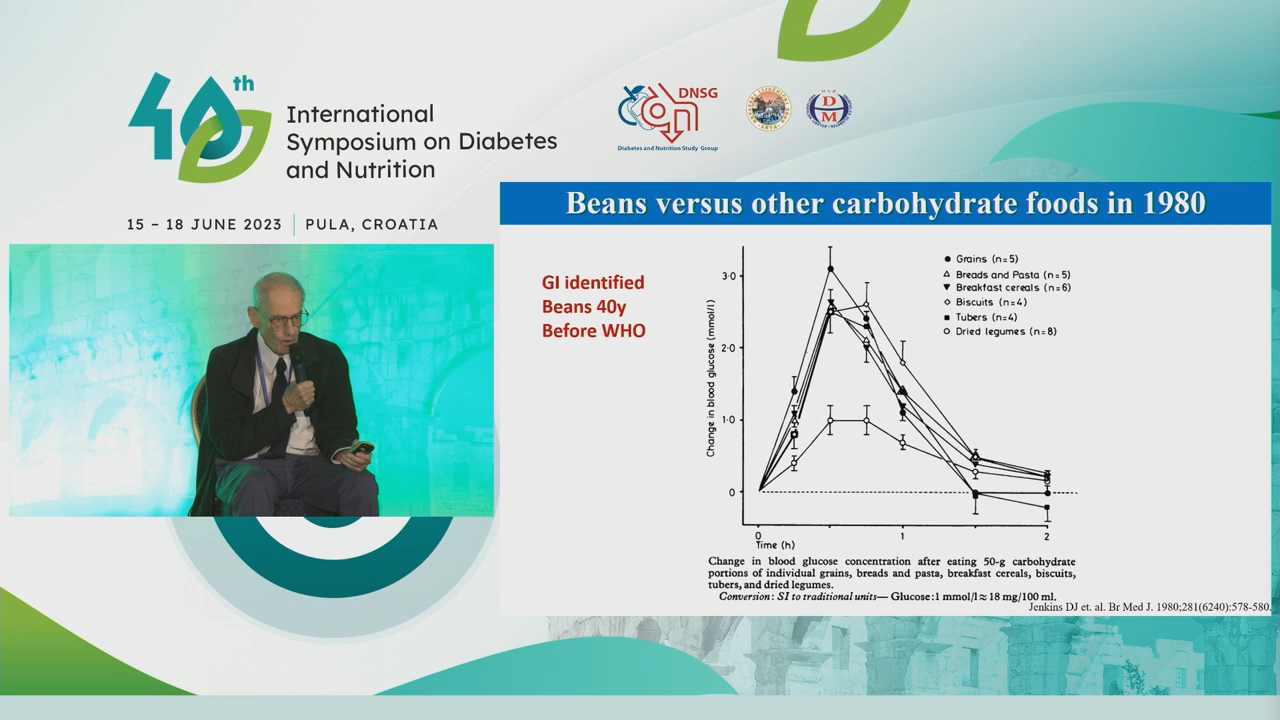 40th
International
Symposium on Diabetes
and Nutrition
15 – 18 JUNE 2023 | PULA, CROATIA
DNSG
Diabetes and Nutrition Study Group
DM
Beans versus other carbohydrate foods in 1980
GI identified
Beans 40y
Before WHO
Change in blood glucose (mmol/l)
3·0
2·0
1·0
0
0
1
2
Time (h)
Grains (n=5)
Breads and Pasta (n=5)
Breakfast cereals (n=6)
Biscuits (n=4)
Tubers (n=4)
Dried legumes (n=8)
Change in blood glucose concentration after eating 50-g carbohydrate
portions of individual grains, breads and pasta, breakfast cereals, biscuits,
tubers, and dried legumes.
Conversion: SI to traditional units— Glucose:1 mmol/l≈18 mg/100 ml.
Jenkins DJ et. al. Br Med J. 1980;281(6240):578-580.